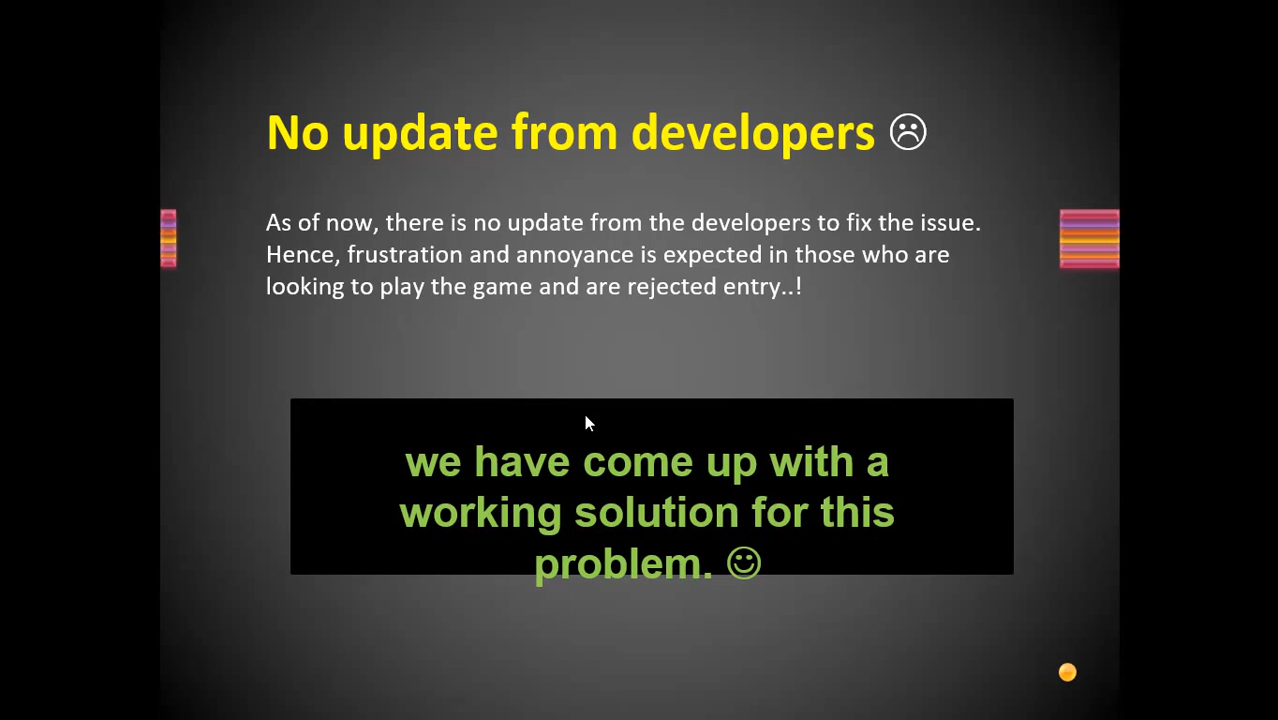 No update from developers ☹
As of now, there is no update from the developers to fix the issue.
Hence, frustration and annoyance is expected in those who are
looking to play the game and are rejected entry..!
we have come up with a
working solution for this
problem. ☺